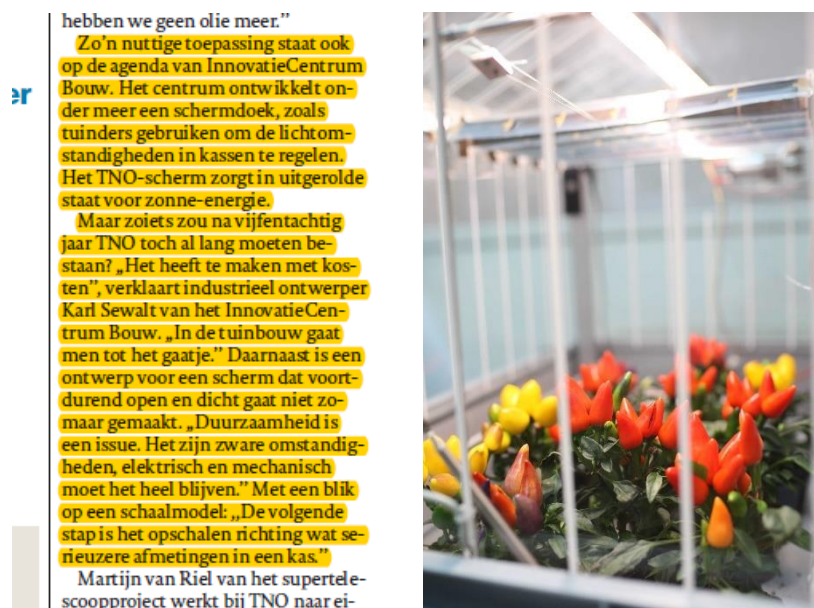 hebben we geen olie meer.”
Zo’n nuttige toepassing staat ook
op de agenda van InnovatieCentrum
Bouw. Het centrum ontwikkelt on-
der meer een schermdoek, zoals
tuinders gebruiken om de lichtom-
standigheden in kassen te regelen.
Het TNO-scherm zorgt in uitgerolde
staat voor zonne-energie.
Maar zoiets zou na vijfentachtig
jaar TNO toch al lang moeten be-
staan? „Het heeft te maken met kos-
ten”, verklaart industrieel ontwerper
Karl Sewalt van het InnovatieCen-
trum Bouw. „In de tuinbouw gaat
men tot het gaatje.” Daarnaast is een
ontwerp voor een scherm dat voort-
durend open en dicht gaat niet zo-
maar gemaakt. „Duurzaamheid is
een issue. Het zijn zware omstandig-
heden, elektrisch en mechanisch
moet het heel blijven.” Met een blik
op een schaalmodel: „De volgende
stap is het opschalen richting wat se-
rieuzere afmetingen in een kas.”
Martijn van Riel van het supertele-
scoopproject werkt bij TNO naar ei-
er